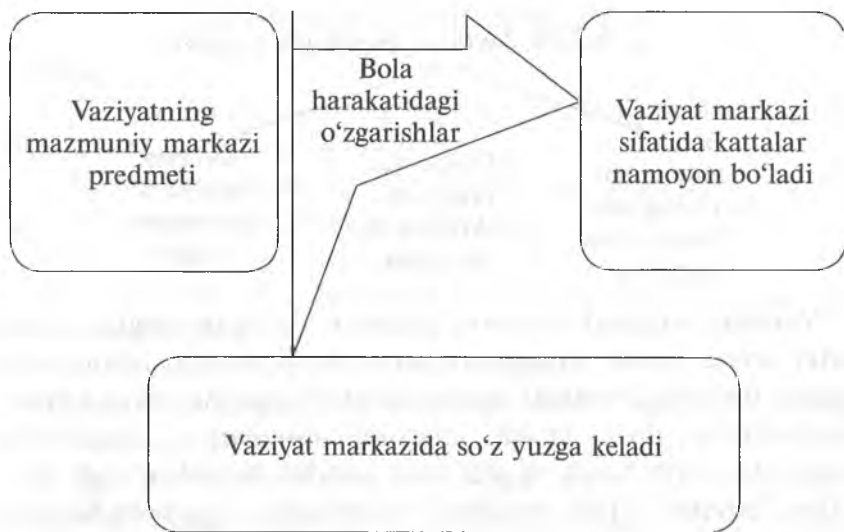 Vaziyatning
mazmuniy markazi
predmeti
Bola
harakatidagi
o‘zgarishlar
Vaziyat markazi
sifatida kattalar
namoyon bo‘ladi
Vaziyat markazida so‘z yuzga keladi